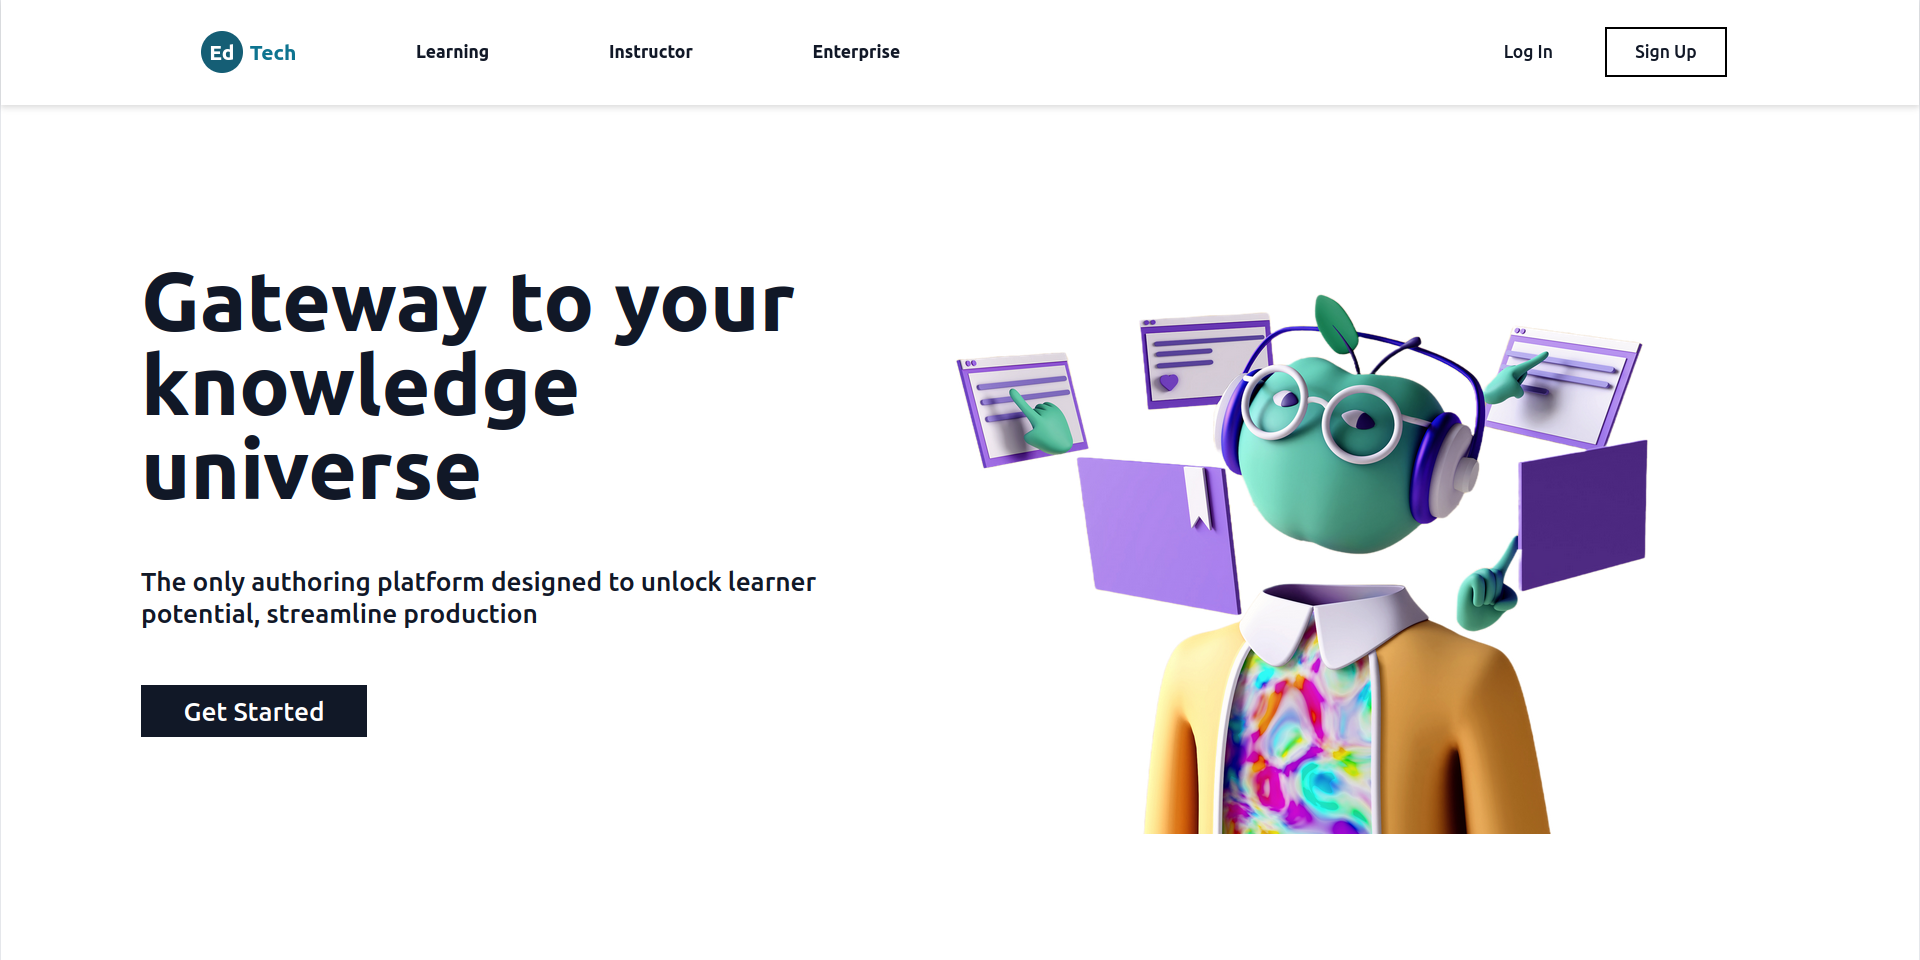 Ed Tech
Learning
Instructor
Enterprise
Log In
Sign Up
Gateway to your
knowledge
universe
The only authoring platform designed to unlock learner
potential, streamline production
Get Started